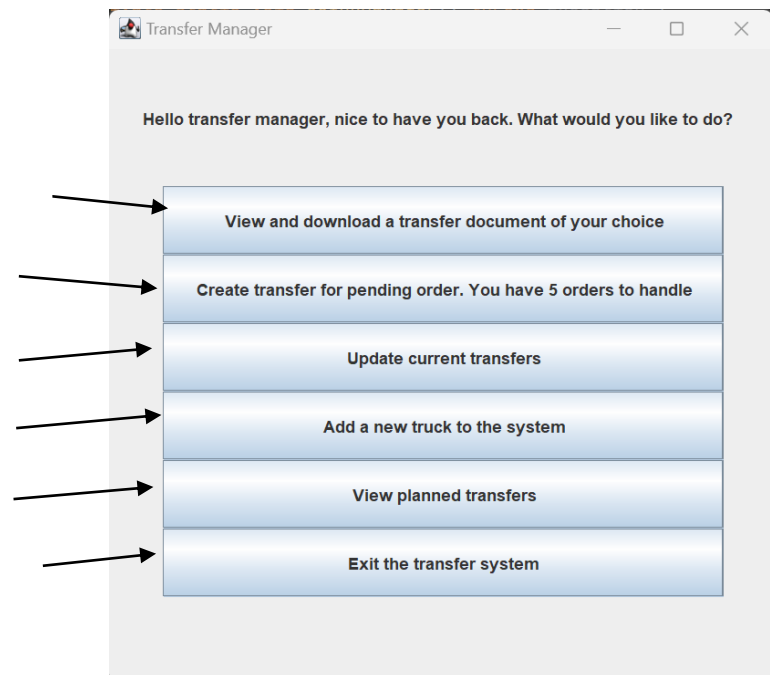 Transfer Manager
Hello transfer manager, nice to have you back. What would you like to do?
View and download a transfer document of your choice
Create transfer for pending order. You have 5 orders to handle
Update current transfers
Add a new truck to the system
View planned transfers
Exit the transfer system